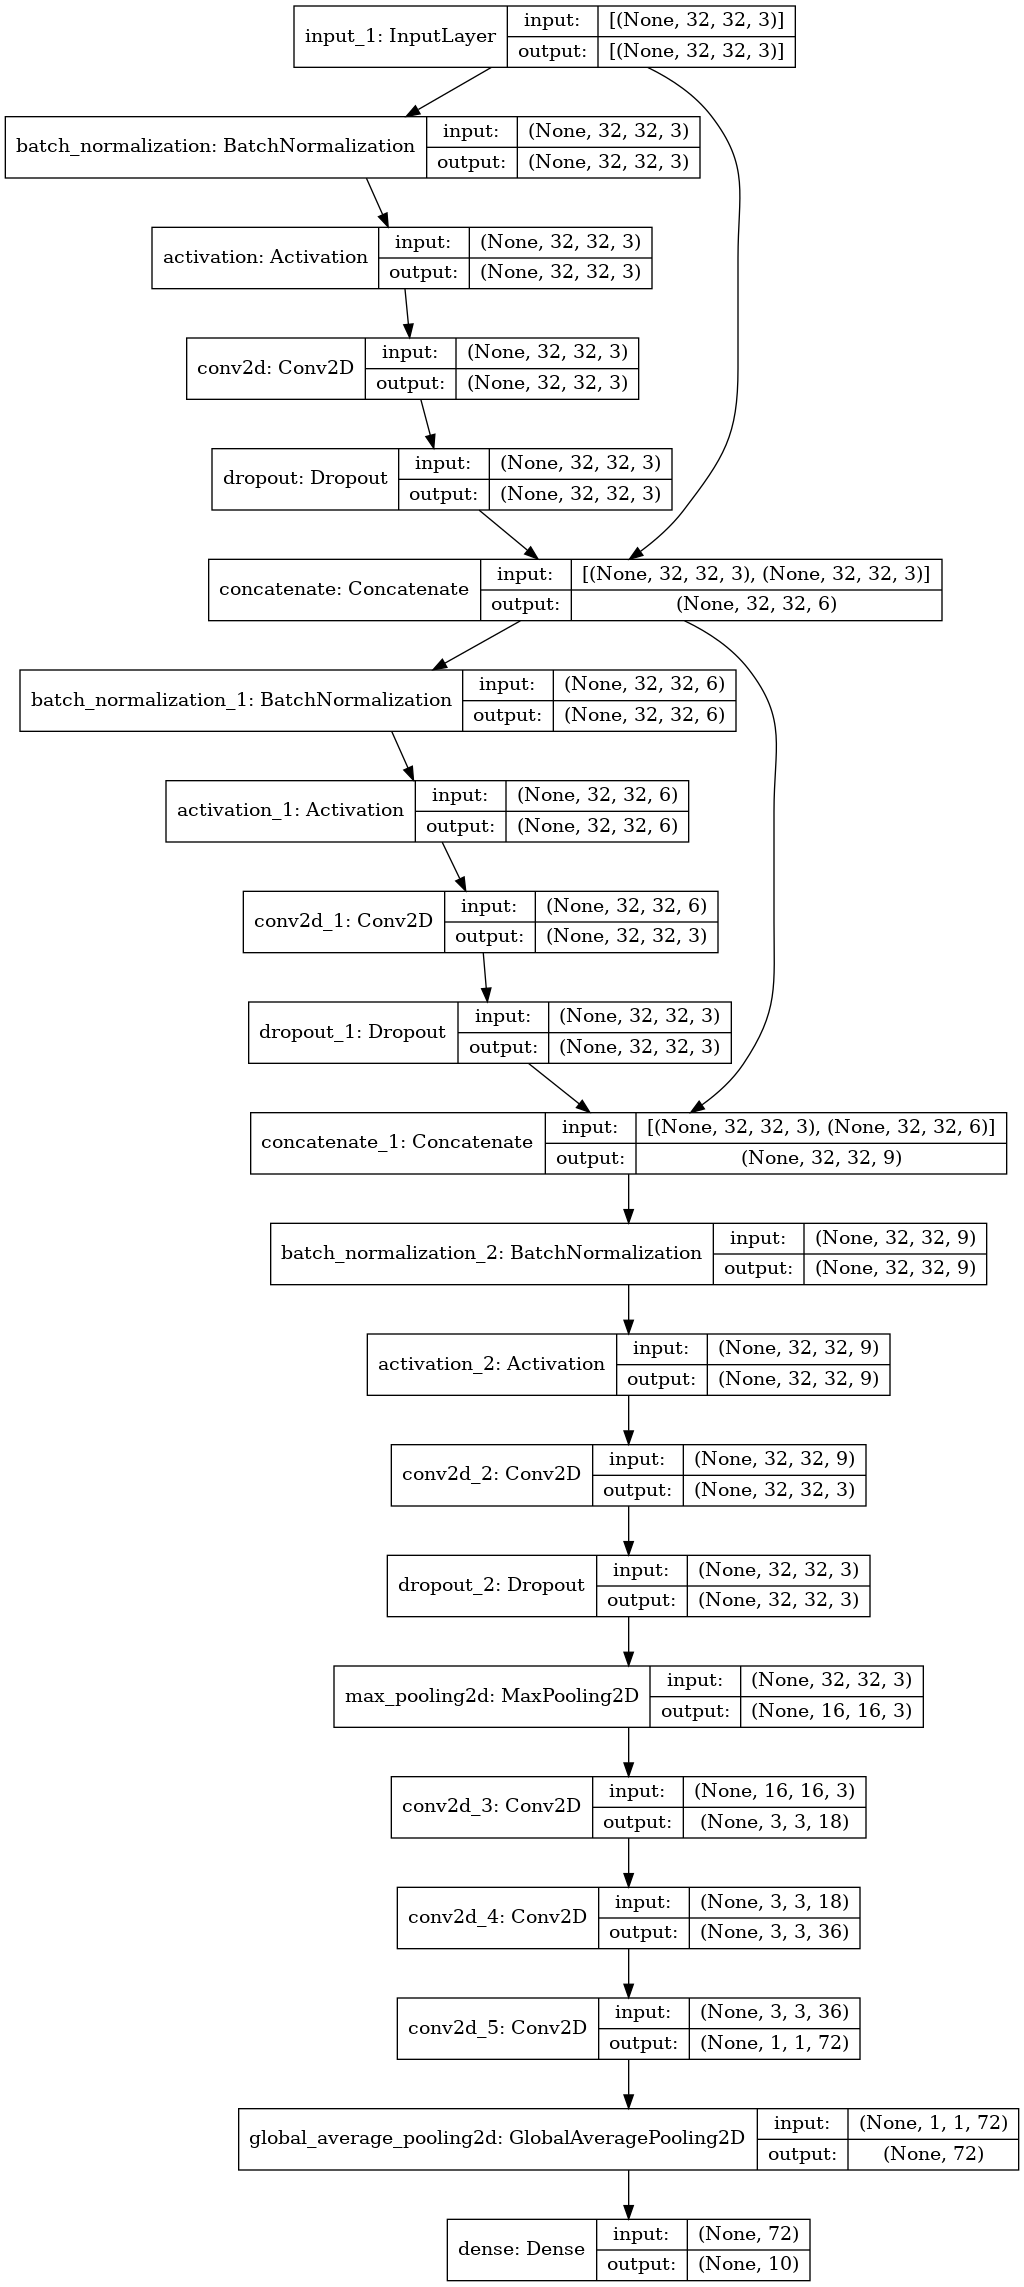 input_1: InputLayer
input:
[(None, 32, 32, 3)]
output:
[(None, 32, 32, 3)]
batch_normalization: BatchNormalization
input:
(None, 32, 32, 3)
output:
(None, 32, 32, 3)
activation: Activation
input:
(None, 32, 32, 3)
output:
(None, 32, 32, 3)
conv2d: Conv2D
input:
(None, 32, 32, 3)
output:
(None, 32, 32, 3)
dropout: Dropout
input:
(None, 32, 32, 3)
output:
(None, 32, 32, 3)
concatenate: Concatenate
input:
[(None, 32, 32, 3), (None, 32, 32, 3)]
output:
(None, 32, 32, 6)
batch_normalization_1: BatchNormalization
input:
(None, 32, 32, 6)
output:
(None, 32, 32, 6)
activation_1: Activation
input:
(None, 32, 32, 6)
output:
(None, 32, 32, 6)
conv2d_1: Conv2D
input:
(None, 32, 32, 6)
output:
(None, 32, 32, 3)
dropout_1: Dropout
input:
(None, 32, 32, 3)
output:
(None, 32, 32, 3)
concatenate_1: Concatenate
input:
[(None, 32, 32, 3), (None, 32, 32, 6)]
output:
(None, 32, 32, 9)
batch_normalization_2: BatchNormalization
input:
(None, 32, 32, 9)
output:
(None, 32, 32, 9)
activation_2: Activation
input:
(None, 32, 32, 9)
output:
(None, 32, 32, 9)
conv2d_2: Conv2D
input:
(None, 32, 32, 9)
output:
(None, 32, 32, 3)
dropout_2: Dropout
input:
(None, 32, 32, 3)
output:
(None, 32, 32, 3)
max_pooling2d: MaxPooling2D
input:
(None, 32, 32, 3)
output:
(None, 16, 16, 3)
conv2d_3: Conv2D
input:
(None, 16, 16, 3)
output:
(None, 3, 3, 18)
conv2d_4: Conv2D
input:
(None, 3, 3, 18)
output:
(None, 3, 3, 36)
conv2d_5: Conv2D
input:
(None, 3, 3, 36)
output:
(None, 1, 1, 72)
global_average_pooling2d: GlobalAveragePooling2D
input:
(None, 1, 1, 72)
output:
(None, 72)
dense: Dense
input:
(None, 72)
output:
(None, 10)